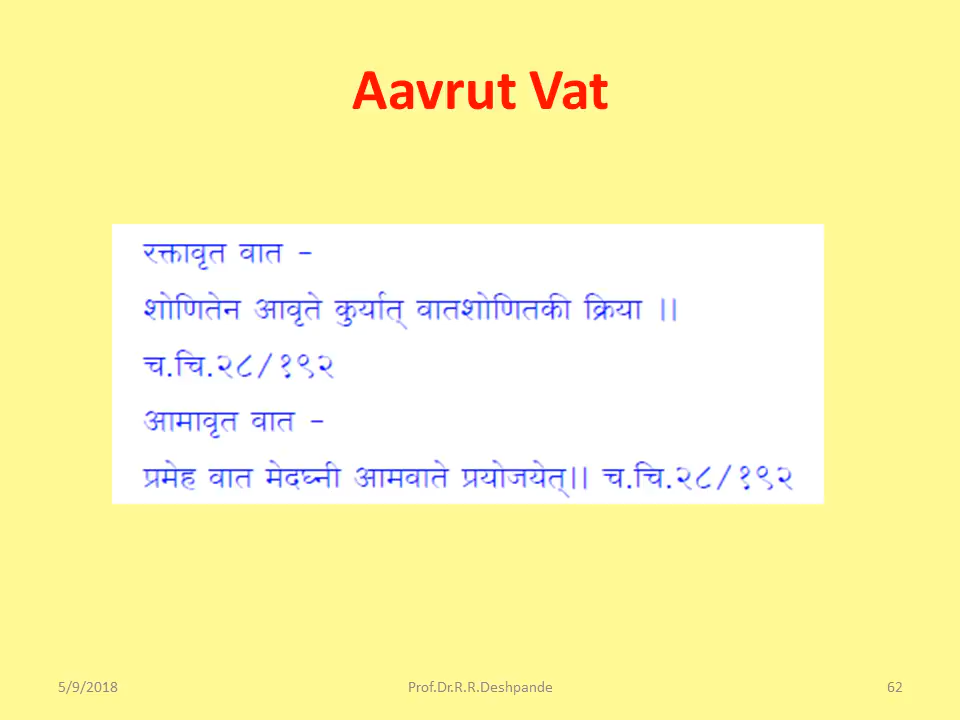 Aavrut Vat
रक्तावृत वात -
शोणितेन आवृते कुर्यात् वातशोणितकी क्रिया ।।
च.चि.२८/१९२
आमावृत वात -
प्रमेह वात मेदघ्नी आमवाते प्रयोजयेत्।। च.चि.२८/१९२
5/9/2018
Prof.Dr.R.R.Deshpande
62